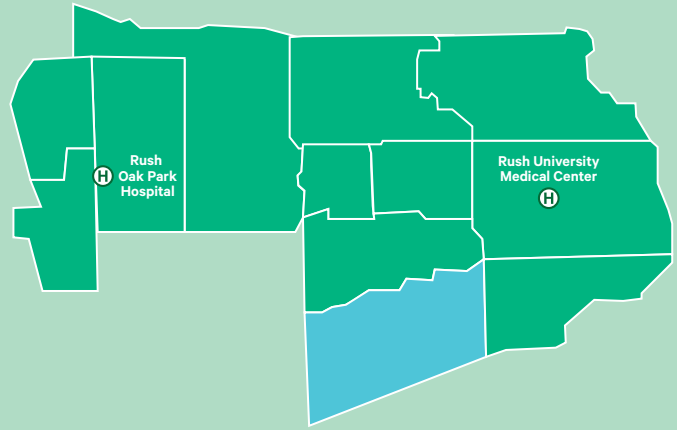 Rush
Oak Park
Hospital
H
Rush University
Medical Center
H